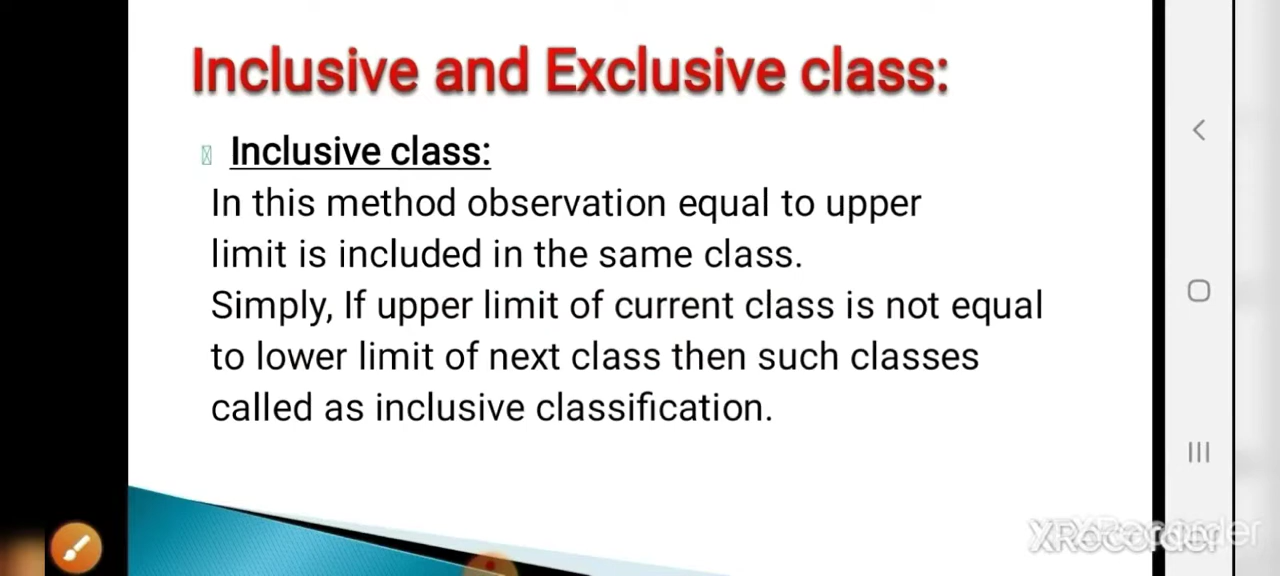 Inclusive and Exclusive class:
Inclusive class:
In this method observation equal to upper
limit is included in the same class.
Simply, If upper limit of current class is not equal
to lower limit of next class then such classes
called as inclusive classification.
XRecorder